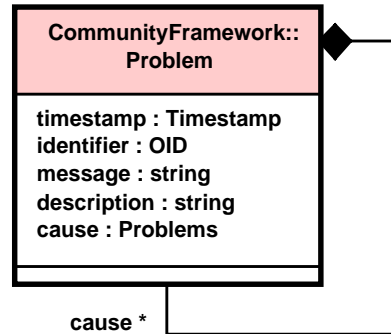 CommunityFramework::
Problem
timestamp : Timestamp
identifier : OID
message : string
description : string
cause : Problems
cause *